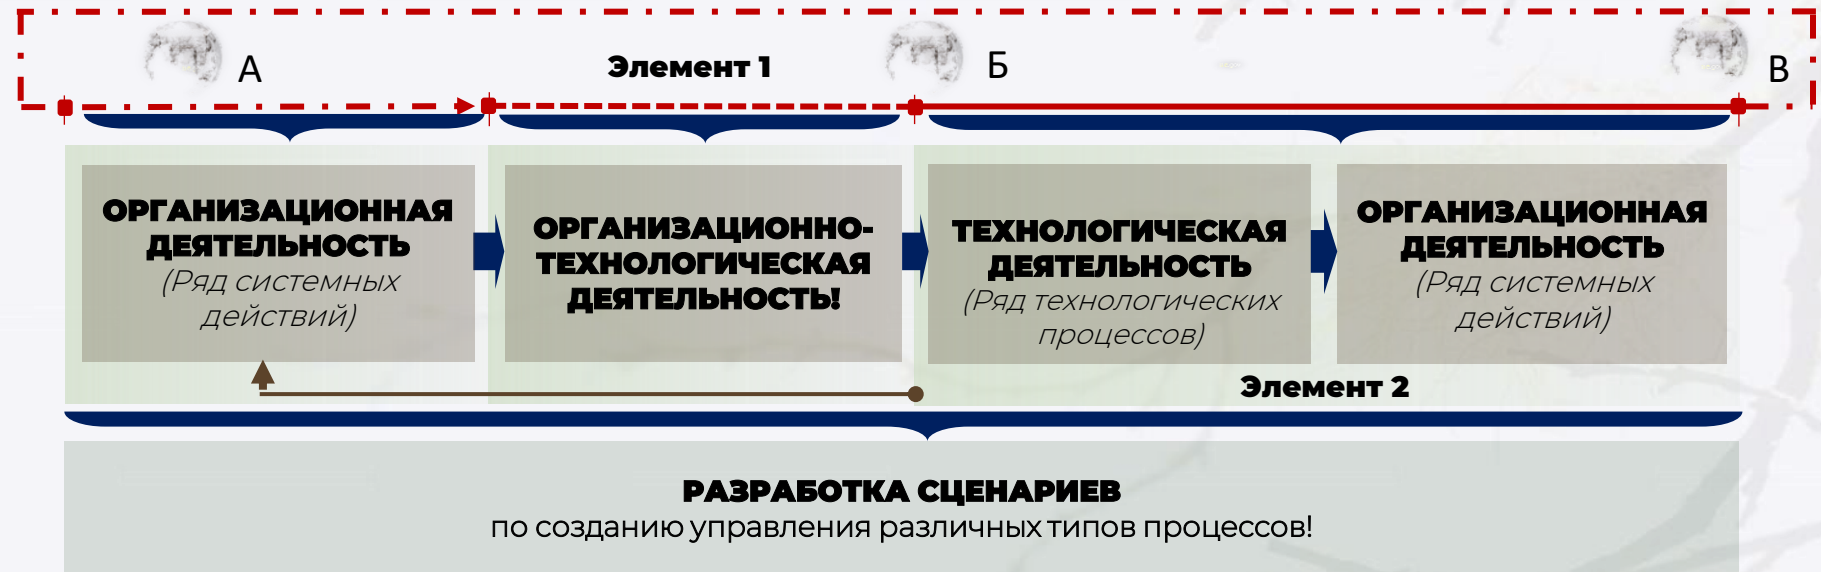 А
Элемент 1
Б
В
ОРГАНИЗАЦИОННАЯ
ДЕЯТЕЛЬНОСТЬ
(Ряд системных
действий)
ОРГАНИЗАЦИОННО-
ТЕХНОЛОГИЧЕСКАЯ
ДЕЯТЕЛЬНОСТЬ!
ТЕХНОЛОГИЧЕСКАЯ
ДЕЯТЕЛЬНОСТЬ
(Ряд технологических
процессов)
ОРГАНИЗАЦИОННАЯ
ДЕЯТЕЛЬНОСТЬ
(Ряд системных
действий)
Элемент 2
РАЗРАБОТКА СЦЕНАРИЕВ
по созданию управления различных типов процессов!